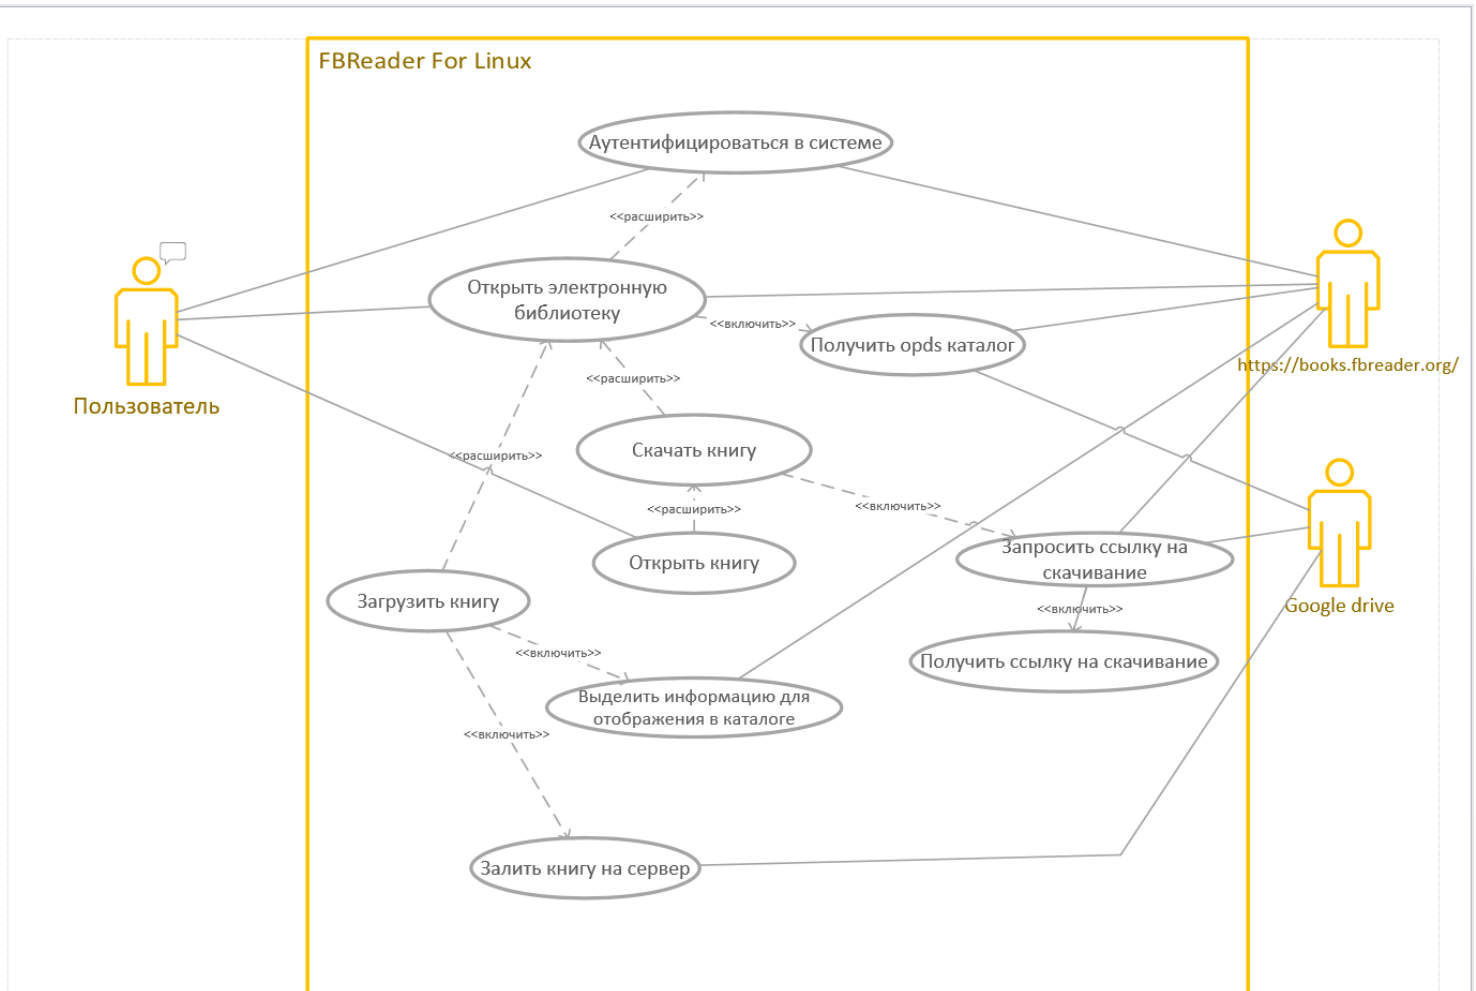 FBReader For Linux
Аутентифицироваться в системе
<<расширить>>
Открыть электронную
библиотеку
<<включить>>
Получить opds каталог
https://books.fbreader.org/
Пользователь
<<расширить>>
Скачать книгу
<<расширить>>
<<включить>>
<<расширить>>
Запросить ссылку на
скачивание
Открыть книгу
Загрузить книгу
<<включить>>
Google drive
<<включить>>
Получить ссылку на скачивание
Выделить информацию для
отображения в каталоге
<<включить>>
Залить книгу на сервер